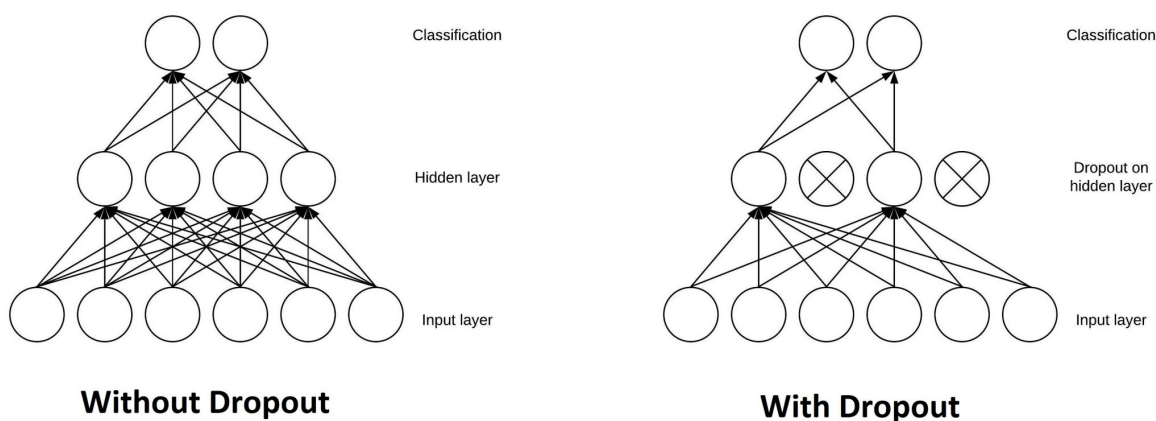 Classification
Hidden layer
Input layer
Without Dropout
Classification
Dropout on
hidden layer
Input layer
With Dropout